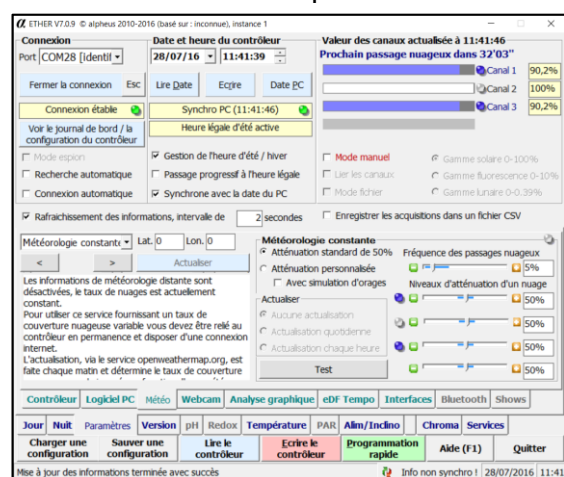 ETHER V7.0.9 © alpheus 2010-2016 (basé sur : inconnue), instance 1
Connexion
Port COM28 [identif
Fermer la connexion Esc
Connexion établie
Voir le journal de bord / la configuration du contrôleur
Mode espion
Recherche automatique
Connexion automatique
Date et heure du contrôleur
28/07/16 11:41:39
Lire Date Ecrire Date PC
Synchro PC (11:41:46)
Heure légale d'été active
Gestion de l'heure d'été / hiver
Passage progressif à l'heure légale
Synchrone avec la date du PC
Valeur des canaux actualisée à 11:41:46
Prochain passage nuageux dans 32'03"
Canal 1 90,2%
Canal 2 100%
Canal 3 90,2%
Mode manuel Gamme solaire 0-100%
Lier les canaux Gamme fluorescence 0-10%
Mode fichier Gamme lunaire 0-0.39%
Rafraichissement des informations, intervalle de 2 secondes
Enregistrer les acquisitions dans un fichier CSV
Météorologie constante Lat. 0 Lon. 0
< > Actualiser
Les informations de météorologie distante sont
désactivées, le taux de nuages est actuellement
constant.
Pour utiliser ce service fournissant un taux de
couverture nuageuse variable vous devez être relié au
contrôleur en permanence et disposer d'une connexion
internet.
L'actualisation, via le service openweathermap.org, est
faite chaque matin et détermine le taux de couverture
Météorologie constante
Atténuation standard de 50%
Atténuation personnalisée
Avec simulation d'orages
Actualiser
Aucune actualisation
Actualisation quotidienne
Actualisation chaque heure
Test
Fréquence des passages nuageux
5%
Niveaux d'atténuation d'un nuage
50%
50%
50%
50%
Contrôleur Logiciel PC Météo Webcam Analyse graphique eDF Tempo Interfaces Bluetooth Shows
Jour Nuit Paramètres Version pH Redox Température PAR Alim/Inclino Chroma Services
Charger une configuration Sauver une configuration Lire le contrôleur Ecrire le contrôleur Programmation rapide Aide (F1) Quitter
Mise à jour des informations terminée avec succès Info non synchro ! 28/07/2016 11:41